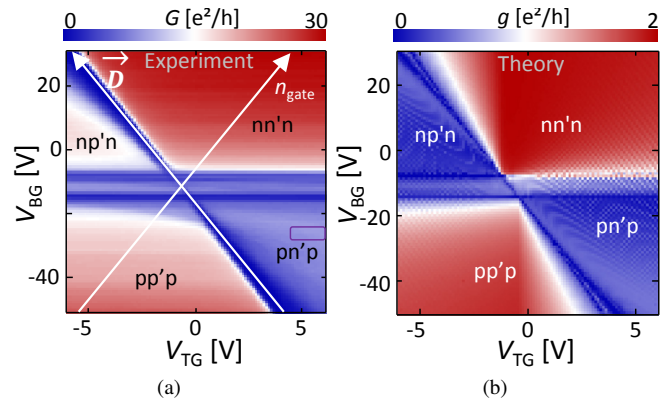 0 G [e²/h] 30
0 g [e²/h] 2
Experiment
D
n_gate
np'n
nn'n
pn'p
pp'p
20
0
-20
-40
V_BG [V]
-5 0 5
V_TG [V]
(a)
Theory
np'n
nn'n
pn'p
pp'p
20
0
-20
-40
V_BG [V]
-5 0 5
V_TG [V]
(b)